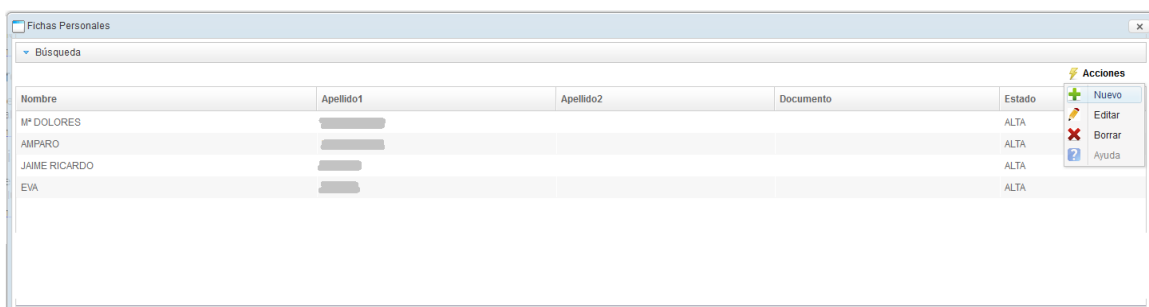 Fichas Personales
Búsqueda
Acciones
Nombre Apellido1 Apellido2 Documento Estado
Nuevo
Editar
Borrar
Ayuda
Mª DOLORES ALTA
AMPARO ALTA
JAIME RICARDO ALTA
EVA ALTA